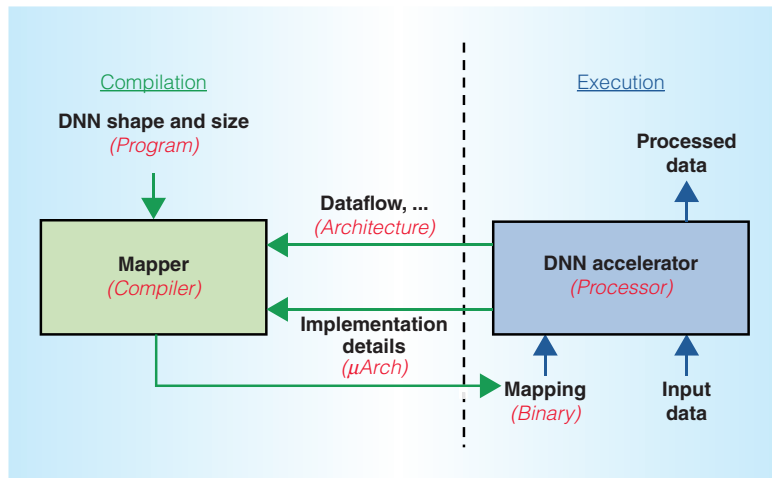 Compilation
Execution
DNN shape and size
(Program)
Processed
data
Dataflow, ...
(Architecture)
Mapper
(Compiler)
DNN accelerator
(Processor)
Implementation
details
(μArch)
Mapping
(Binary)
Input
data